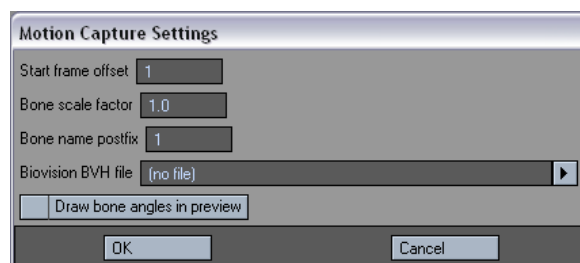 Motion Capture Settings
Start frame offset 1
Bone scale factor 1.0
Bone name postfix 1
Biovision BVH file (no file)
Draw bone angles in preview
OK Cancel